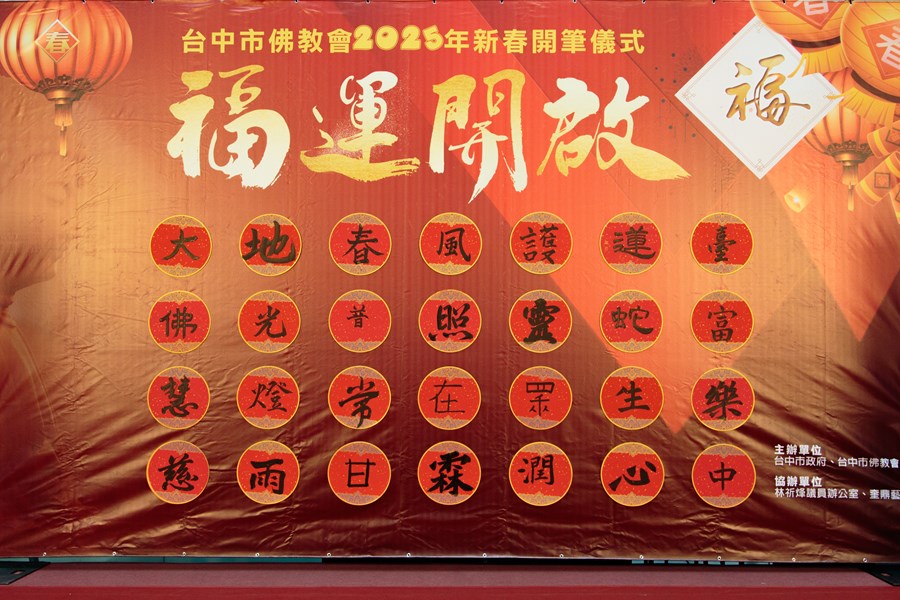 春
台中市佛教會2025年新春開筆儀式
福運開啟
福
大地春風護蓮臺
佛光普照靈蛇富
慧燈常在眾生樂
慈雨甘霖潤心中
主辦單位
台中市政府、台中市佛教會
協辦單位
林祈烽議員辦公室、奎鼎藝